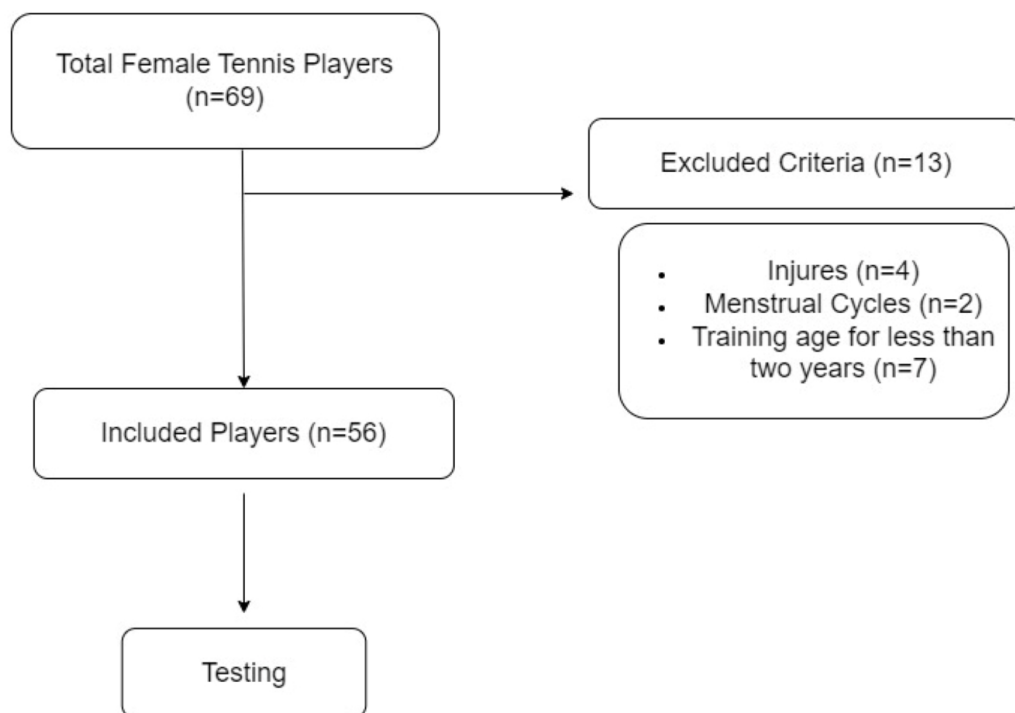 Total Female Tennis Players
(n=69)
Excluded Criteria (n=13)
• Injures (n=4)
• Menstrual Cycles (n=2)
• Training age for less than
two years (n=7)
Included Players (n=56)
Testing